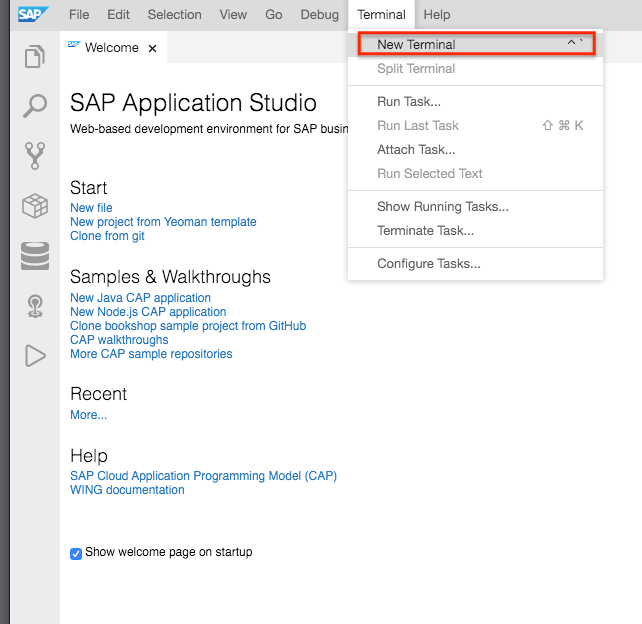 SAP File Edit Selection View Go Debug Terminal Help
Welcome ×
New Terminal ^ `
Split Terminal
Run Task...
Run Last Task ⇧ ⌘ K
Attach Task...
Run Selected Text
Show Running Tasks...
Terminate Task...
Configure Tasks...
SAP Application Studio
Web-based development environment for SAP busin
Start
New file
New project from Yeoman template
Clone from git
Samples & Walkthroughs
New Java CAP application
New Node.js CAP application
Clone bookshop sample project from GitHub
CAP walkthroughs
More CAP sample repositories
Recent
More...
Help
SAP Cloud Application Programming Model (CAP)
WING documentation
Show welcome page on startup